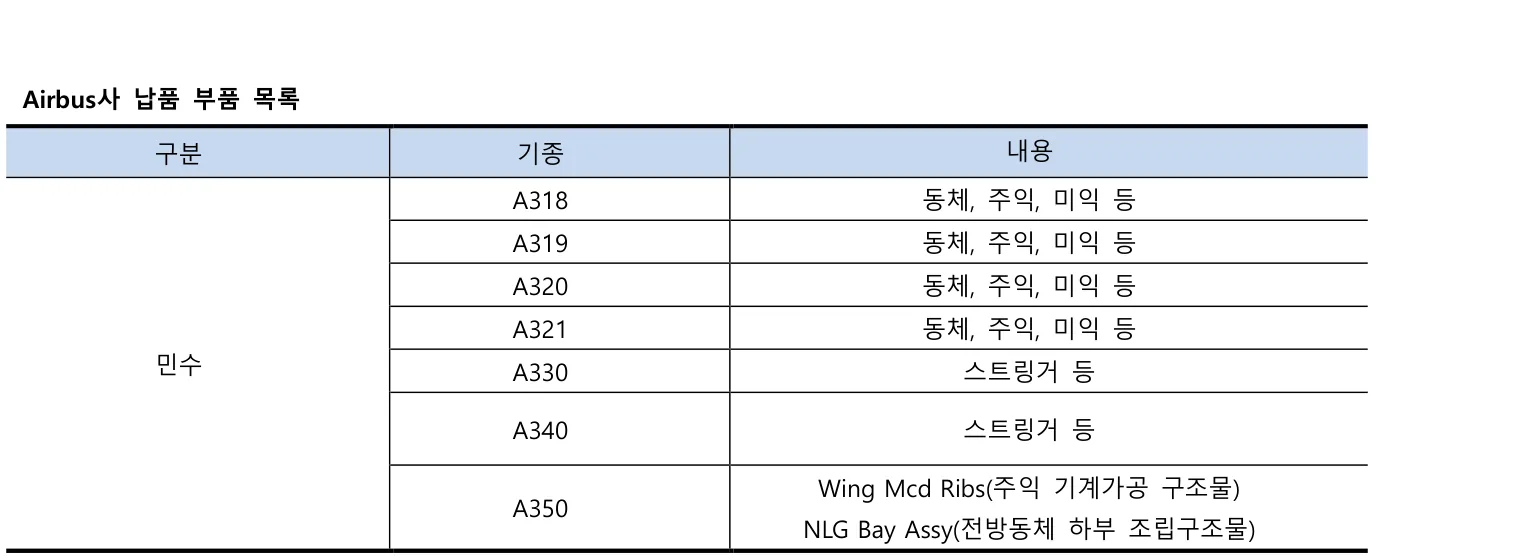 Airbus사 납품 부품 목록
구분 기종 내용
민수
A318 동체, 주익, 미익 등
A319 동체, 주익, 미익 등
A320 동체, 주익, 미익 등
A321 동체, 주익, 미익 등
A330 스트링거 등
A340 스트링거 등
A350
Wing Mcd Ribs(주익 기계가공 구조물)
NLG Bay Assy(전방동체 하부 조립구조물)